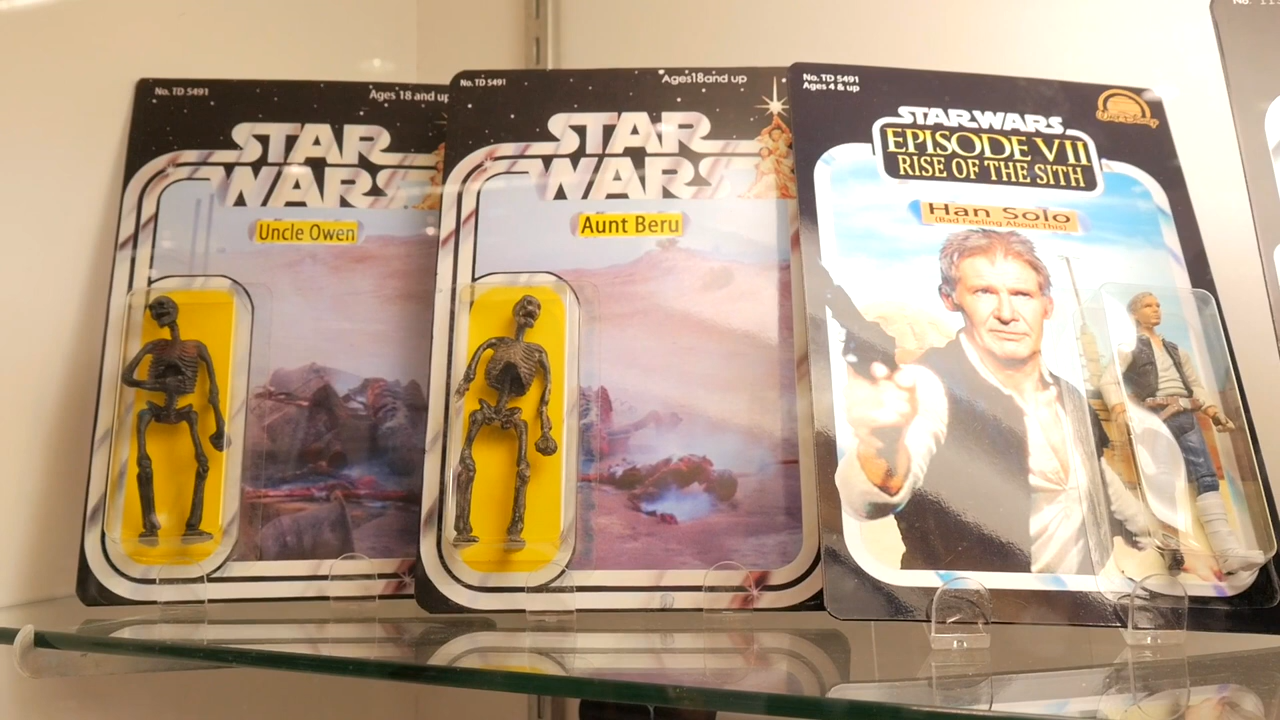 No. TD 5491
Ages 18 and up
STAR
WARS
Uncle Owen
No. TD 5491
Ages18and up
STAR
WARS
Aunt Beru
No. TD 5491
Ages 4 & up
STAR WARS
EPISODE VII
RISE OF THE SITH
Walt Disney
Han Solo
(Bad Feeling About This)